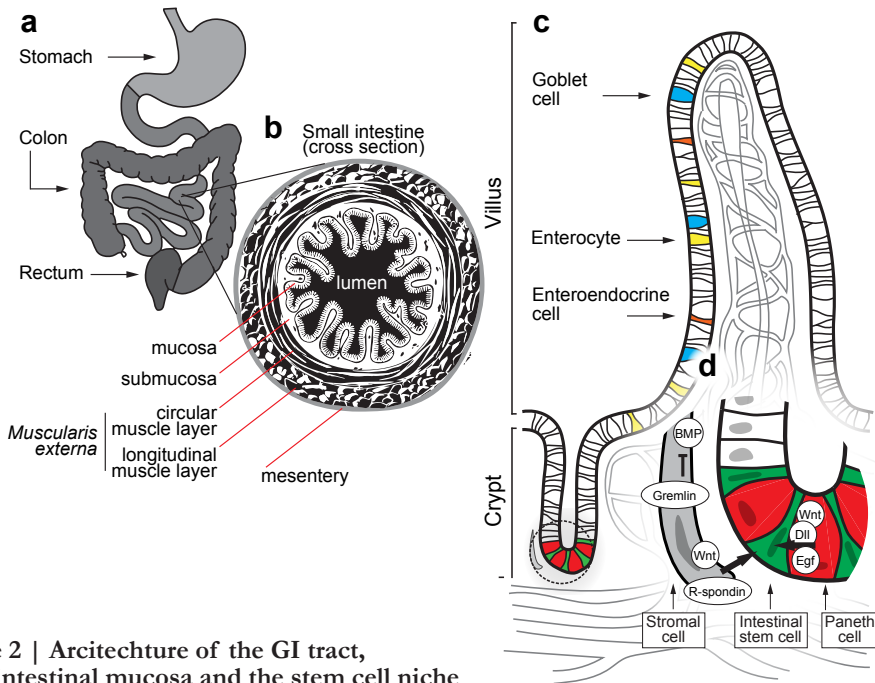 a
Stomach
Colon
Rectum
b
Small intestine
(cross section)
lumen
mucosa
submucosa
circular
muscle layer
Muscularis
externa
longitudinal
muscle layer
mesentery
c
Villus
Goblet
cell
Enterocyte
Enteroendocrine
cell
Crypt
d
BMP
Gremlin
Wnt
R-spondin
Wnt
Dll
Egf
Stromal
cell
Intestinal
stem cell
Paneth
cell
2 | Arcitechture of the GI tract,
intestinal mucosa and the stem cell niche